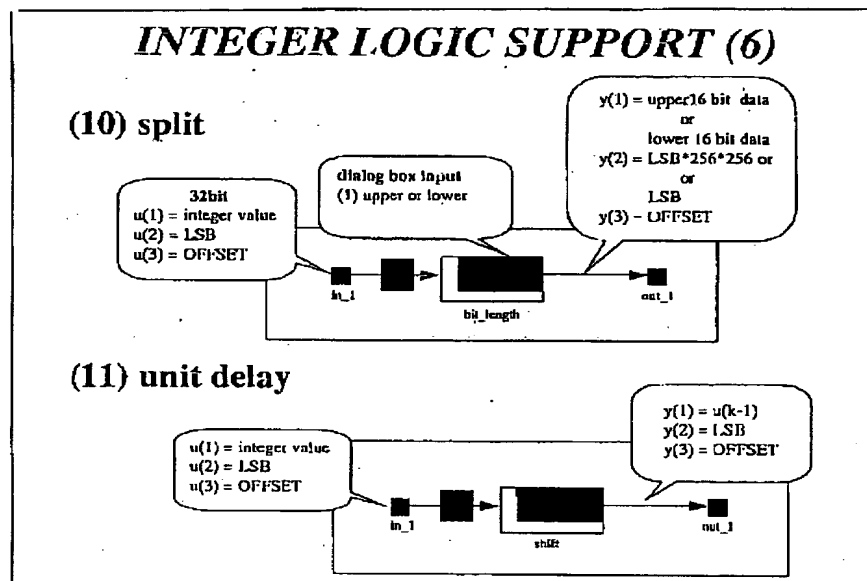 INTEGER LOGIC SUPPORT (6)
(10) split
y(1) = upper16 bit data
or
lower 16 bit data
y(2) = LSB*256*256 or
or
LSB
y(3) = OFFSET
dialog box input
(1) upper or lower
32bit
u(1) = integer value
u(2) = LSB
u(3) = OFFSET
in_1
bit_length
out_1
(11) unit delay
y(1) = u(k-1)
y(2) = LSB
y(3) = OFFSET
u(1) = integer value
u(2) = LSB
u(3) = OFFSET
in_1
shift
out_1